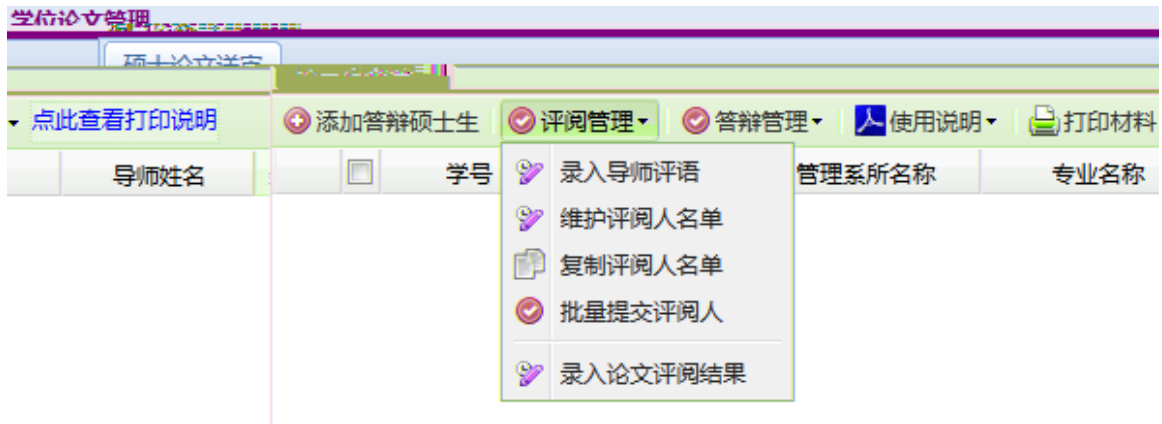 学位论文管理
硕士论文送审
点此查看打印说明 添加答辩硕士生 评阅管理 答辩管理 使用说明 打印材料
导师姓名 学号 管理系所名称 专业名称
录入导师评语
维护评阅人名单
复制评阅人名单
批量提交评阅人
录入论文评阅结果